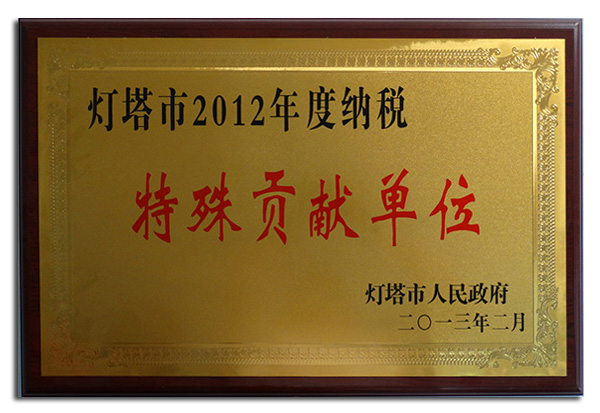 灯塔市2012年度纳税
特殊贡献单位
灯塔市人民政府
二〇一三年二月